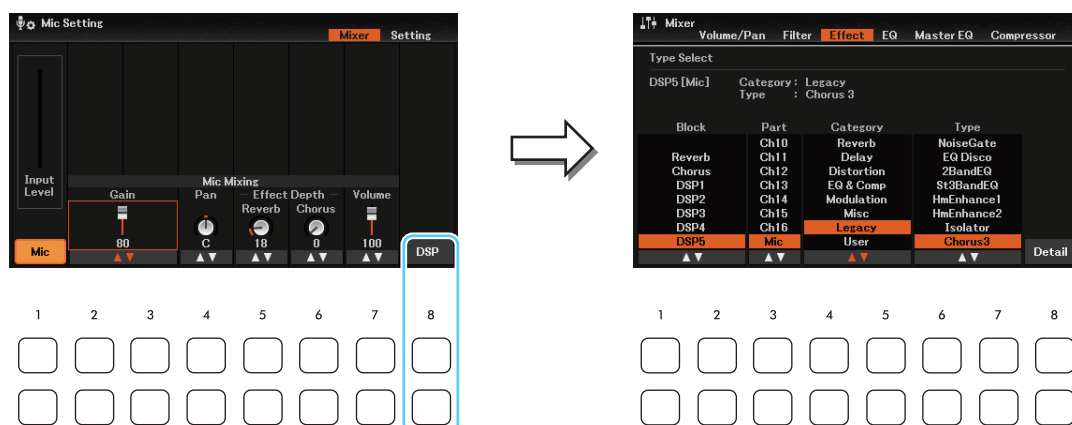 Mic Setting
Mixer Setting
Input
Level
Mic Mixing
Gain Pan Effect Depth Volume
Reverb Chorus
80 C 18 0 100
Mic DSP
1 2 3 4 5 6 7 8
Mixer
Volume/Pan Filter Effect EQ Master EQ Compressor
Type Select
DSP5 [Mic] Category : Legacy
Type : Chorus 3
Block Part Category Type
Ch10 Reverb NoiseGate
Reverb Ch11 Delay EQ Disco
Chorus Ch12 Distortion 2BandEQ
DSP1 Ch13 EQ & Comp St3BandEQ
DSP2 Ch14 Modulation HmEnhance1
DSP3 Ch15 Misc HmEnhance2
DSP4 Ch16 Legacy Isolator
DSP5 Mic User Chorus3
Detail
1 2 3 4 5 6 7 8